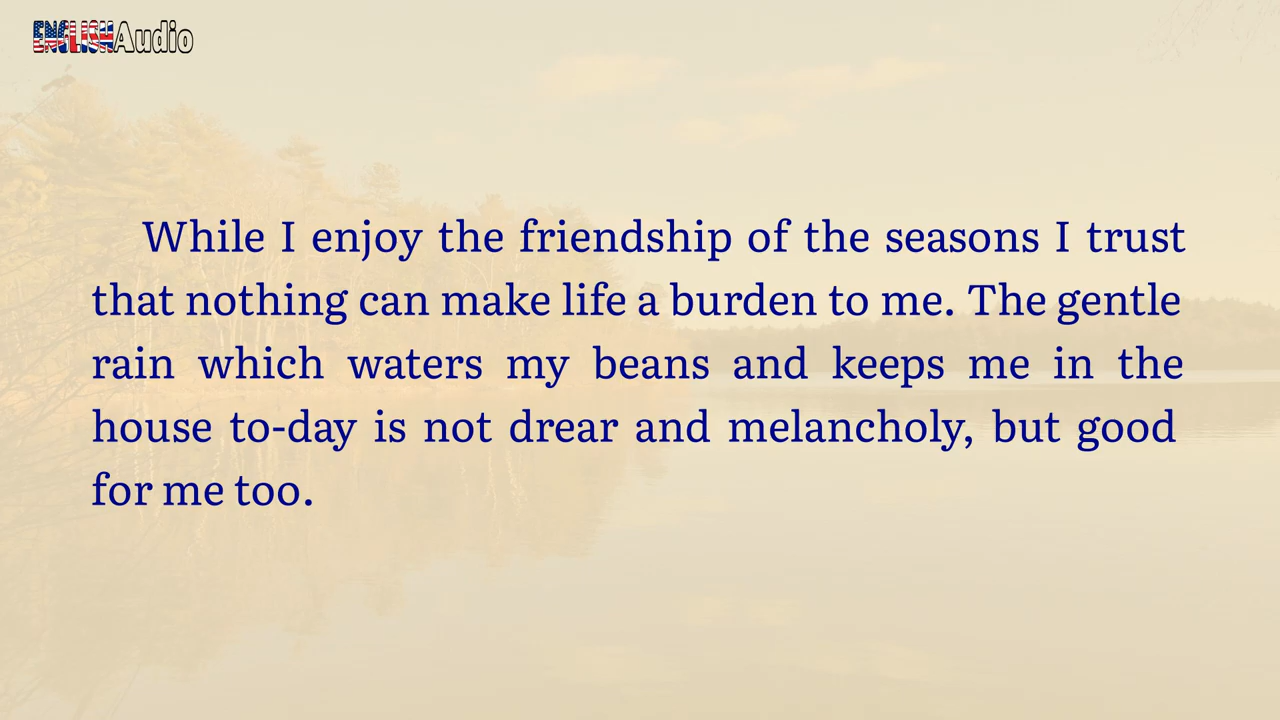 ENGLISHAudio
While I enjoy the friendship of the seasons I trust
that nothing can make life a burden to me. The gentle
rain which waters my beans and keeps me in the
house to-day is not drear and melancholy, but good
for me too.